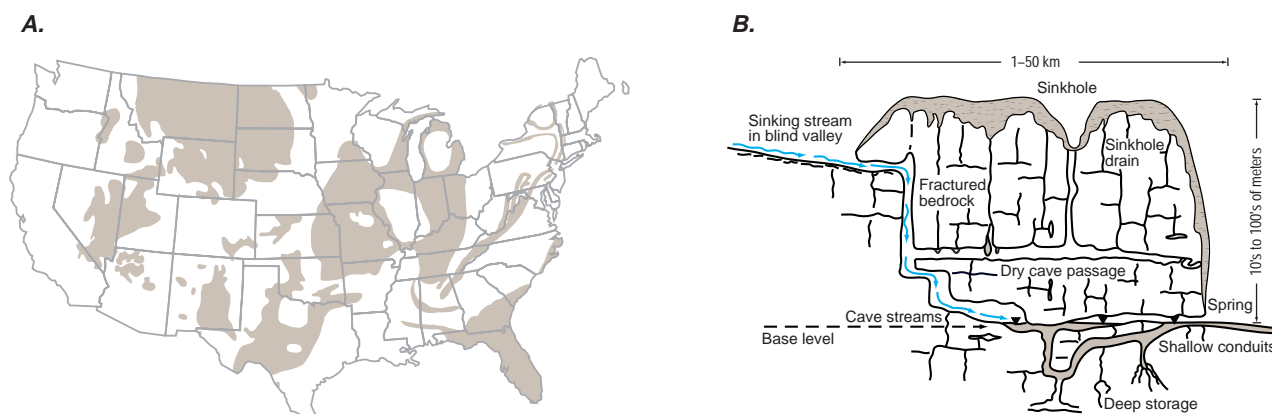 A.
B.
1–50 km
Sinkhole
Sinking stream
in blind valley
Sinkhole
drain
Fractured
bedrock
10's to 100's of meters
Dry cave passage
Spring
Cave streams
Base level
Shallow conduits
Deep storage